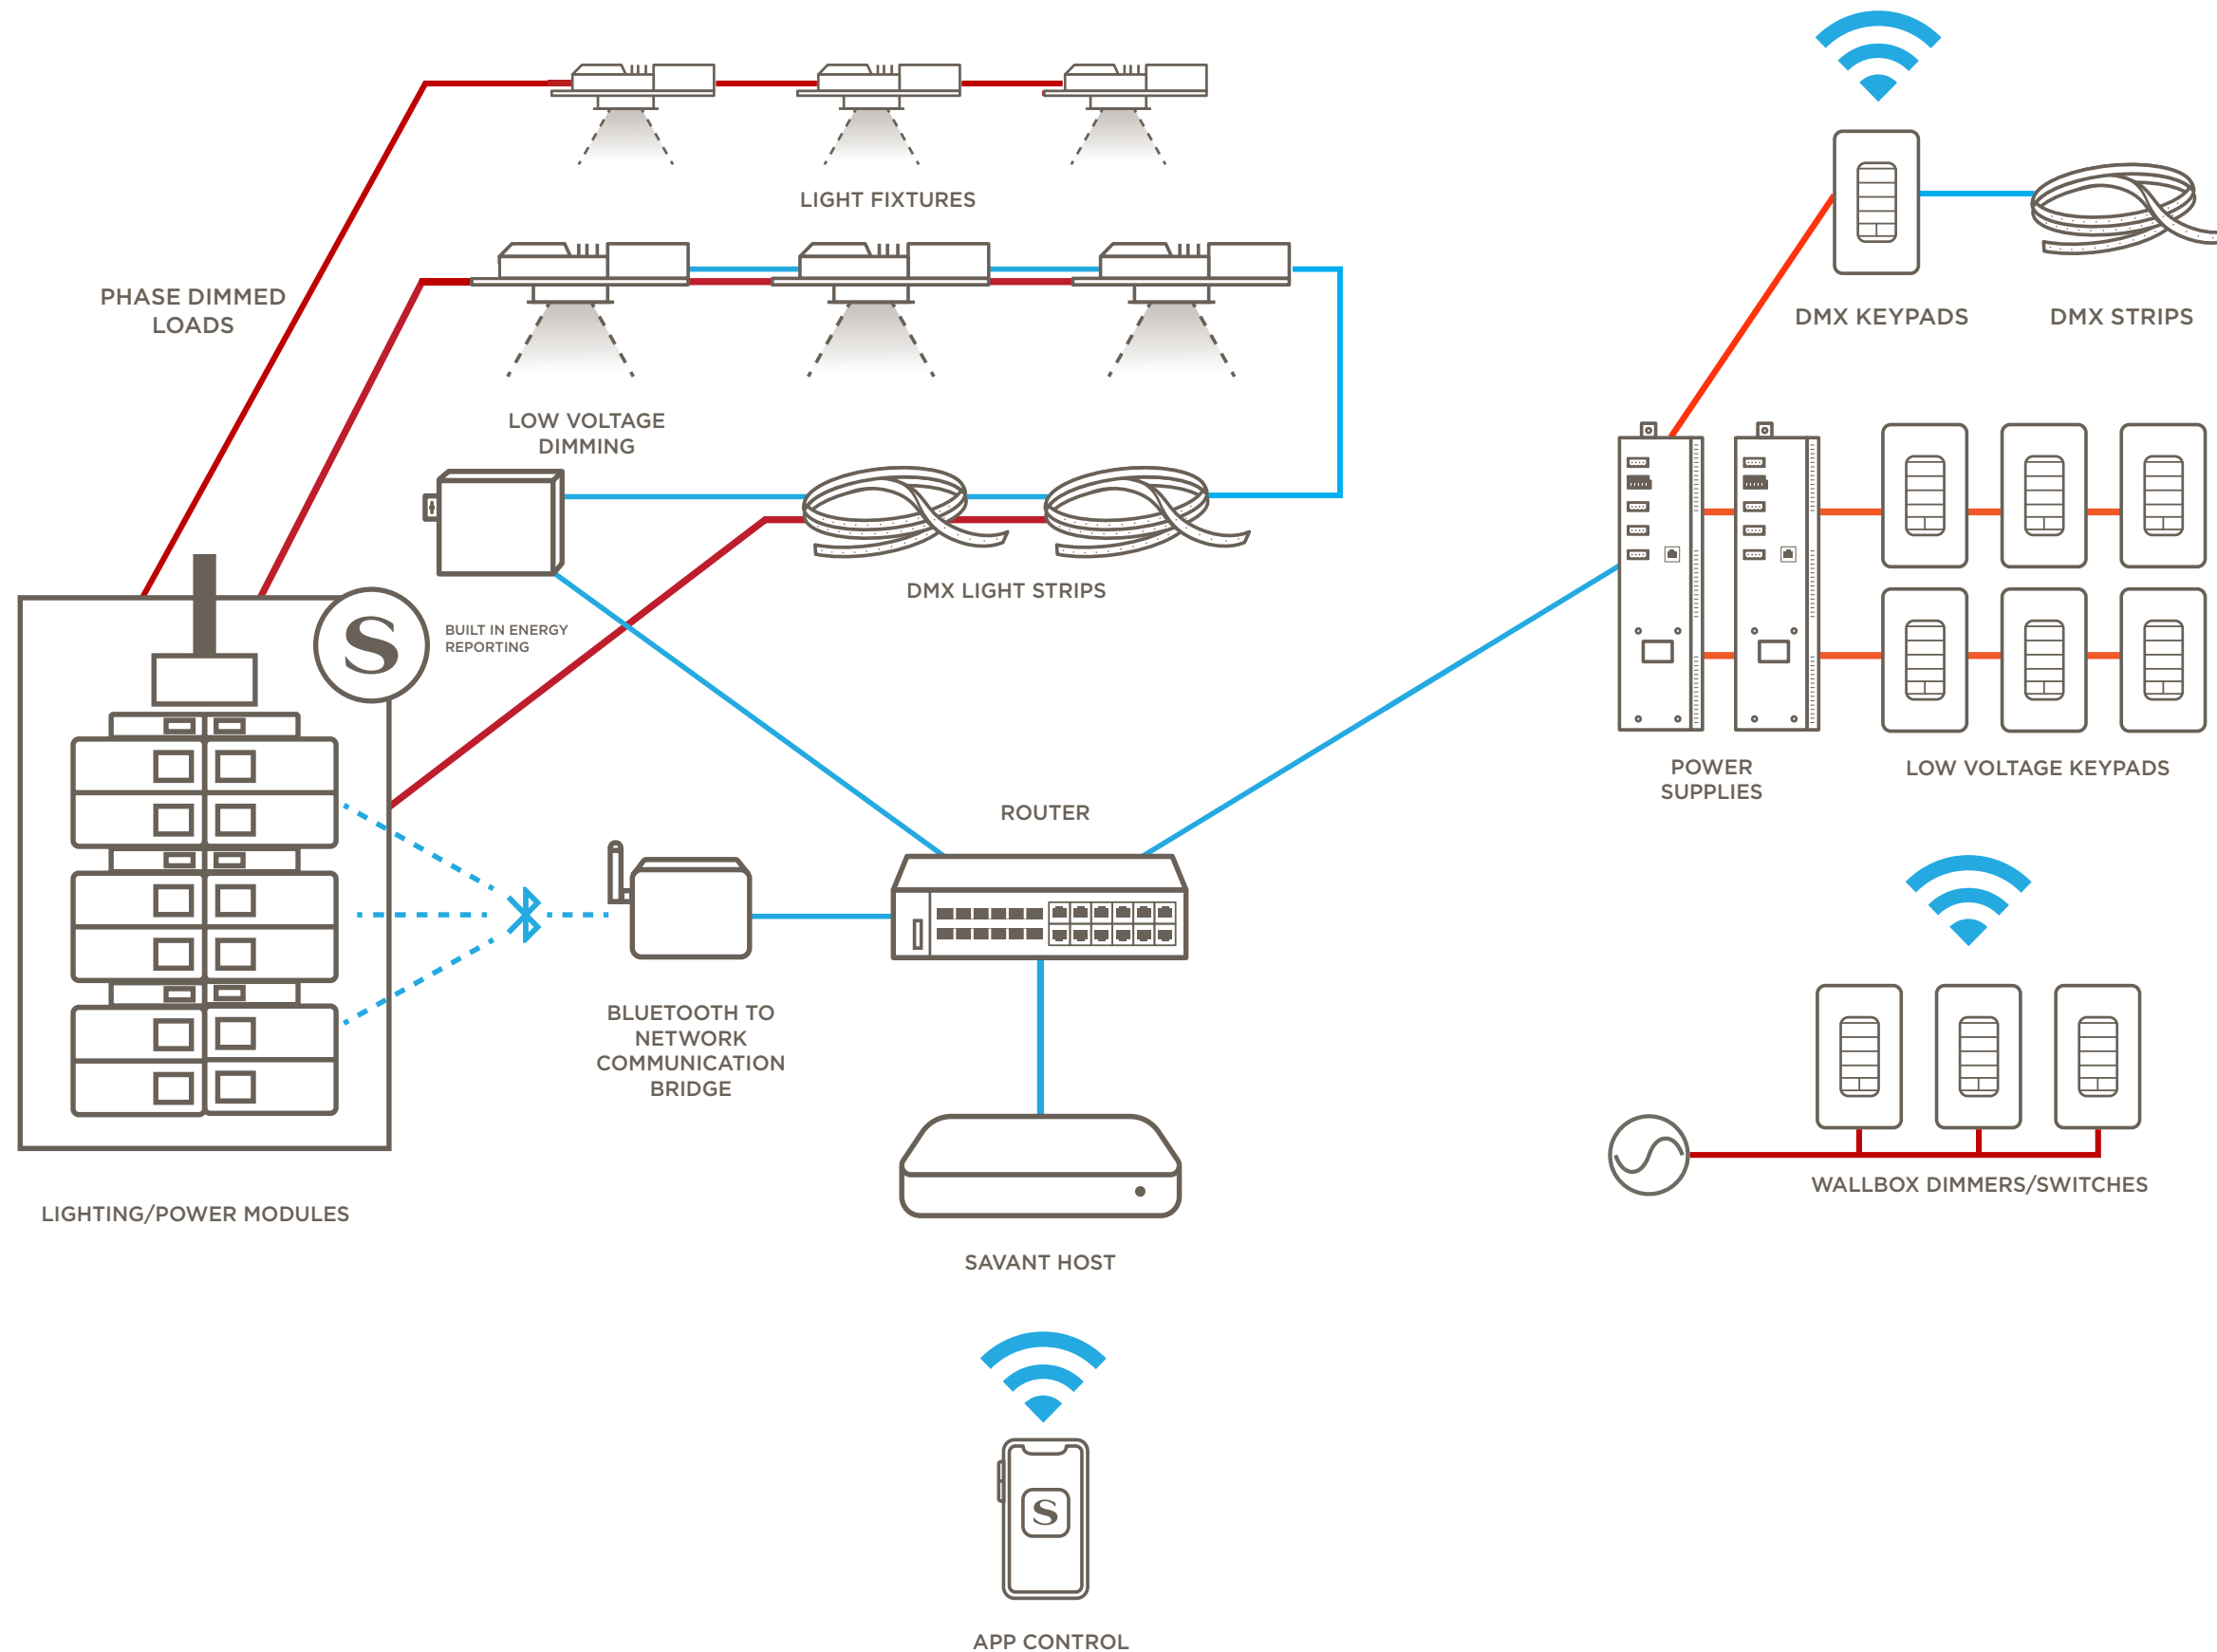 LIGHT FIXTURES
PHASE DIMMED
LOADS
DMX KEYPADS
DMX STRIPS
LOW VOLTAGE
DIMMING
DMX LIGHT STRIPS
S
BUILT IN ENERGY
REPORTING
POWER
SUPPLIES
LOW VOLTAGE KEYPADS
ROUTER
BLUETOOTH TO
NETWORK
COMMUNICATION
BRIDGE
WALLBOX DIMMERS/SWITCHES
LIGHTING/POWER MODULES
SAVANT HOST
S
APP CONTROL